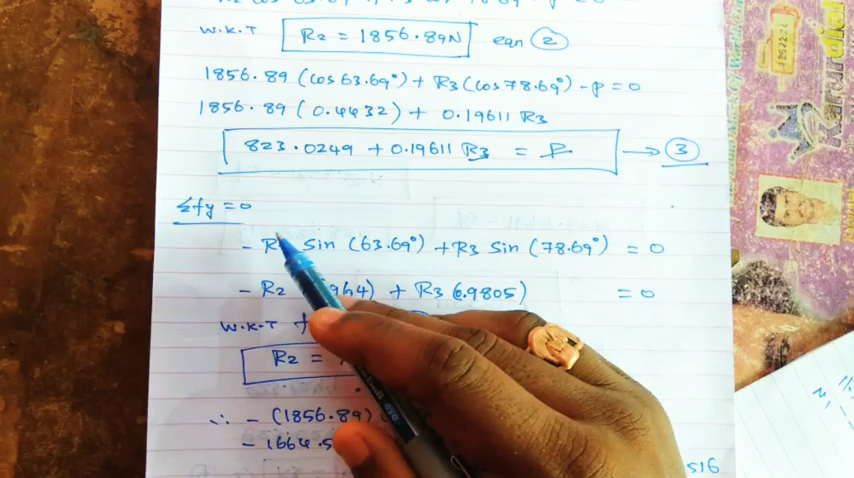 W.K.T R2 = 1856.89N eqn 2
1856.89 (cos 63.69°) + R3 (cos 78.69°) - P = 0
1856.89 (0.4432) + 0.19611 R3
823.0249 + 0.19611 R3 = P → 3
Σfy = 0
- R Sin (63.69°) + R3 Sin (78.69°) = 0
- R2 964) + R3 (0.9805) = 0
W.K.T
R2 =
∴ - (1856.89)
- 1664.5
516